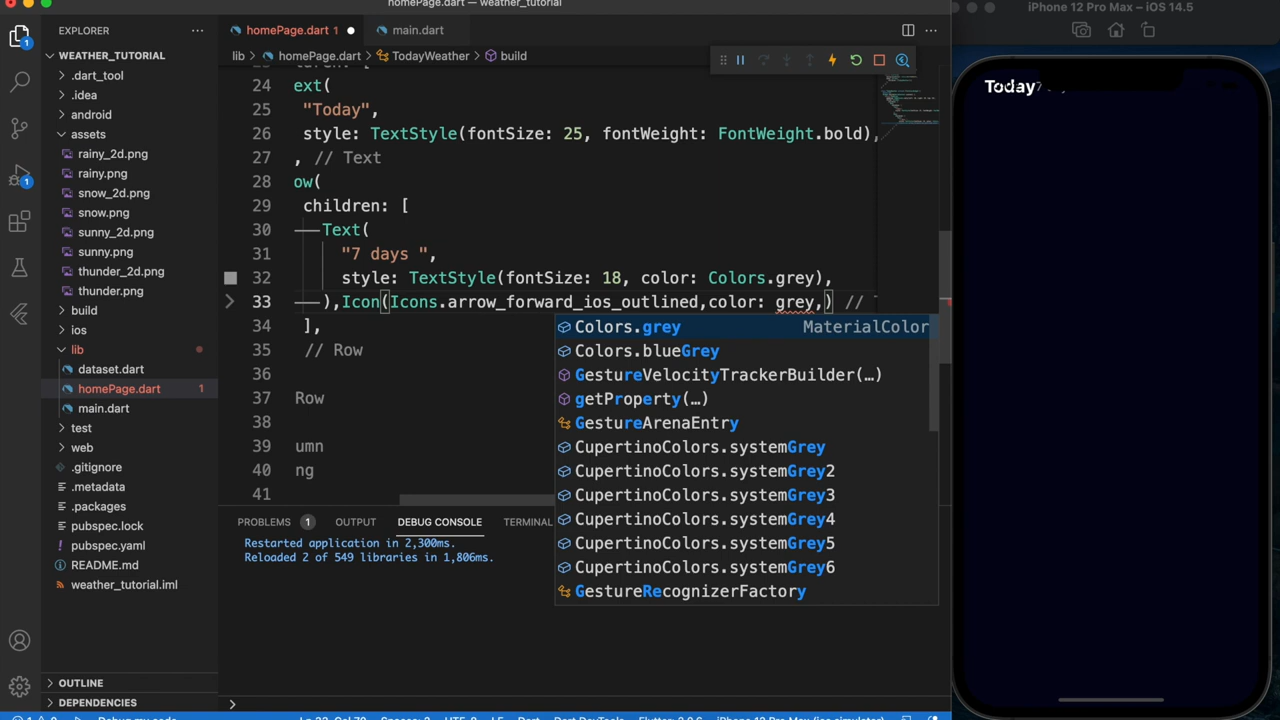 homePage.dart — weather_tutorial
iPhone 12 Pro Max – iOS 14.5
EXPLORER
homePage.dart 1
main.dart
lib > homePage.dart > TodayWeather > build
WEATHER_TUTORIAL
.dart_tool
.idea
android
assets
rainy_2d.png
rainy.png
snow_2d.png
snow.png
sunny_2d.png
sunny.png
thunder_2d.png
thunder.png
build
ios
lib
dataset.dart
homePage.dart 1
main.dart
test
web
.gitignore
.metadata
.packages
pubspec.lock
pubspec.yaml
README.md
weather_tutorial.iml
OUTLINE
DEPENDENCIES
1
1
24 ext(
25 "Today",
26 style: TextStyle(fontSize: 25, fontWeight: FontWeight.bold),
27 , // Text
28 ow(
29 children: [
30 Text(
31 "7 days ",
32 style: TextStyle(fontSize: 18, color: Colors.grey),
33 ),Icon(Icons.arrow_forward_ios_outlined,color: grey,) //
34 ],
35 // Row
36
37 Row
38
39 umn
40 ng
41
Colors.grey MaterialColor
Colors.blueGrey
GestureVelocityTrackerBuilder(…)
getProperty(…)
GestureArenaEntry
CupertinoColors.systemGrey
CupertinoColors.systemGrey2
CupertinoColors.systemGrey3
CupertinoColors.systemGrey4
CupertinoColors.systemGrey5
CupertinoColors.systemGrey6
GestureRecognizerFactory
PROBLEMS 1 OUTPUT DEBUG CONSOLE TERMINAL
Restarted application in 2,300ms.
Reloaded 2 of 549 libraries in 1,806ms.
Today